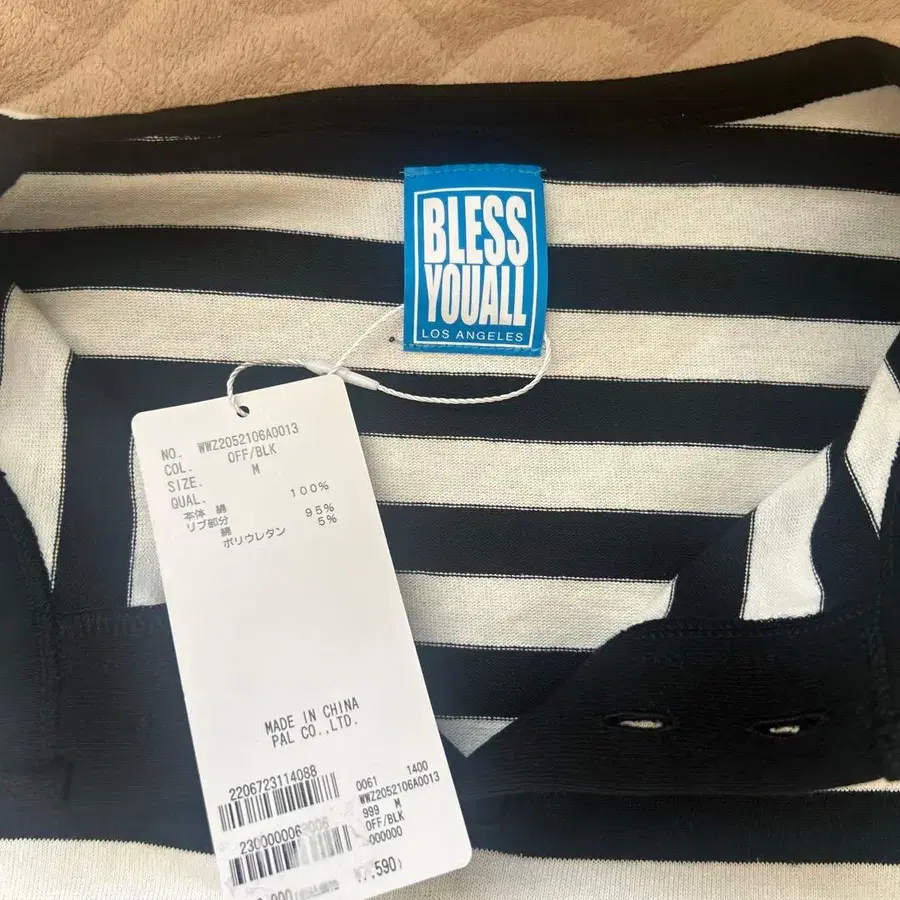 BLESS
YOUALL
LOS ANGELES
NO. WWZ2052106A0013
COL. OFF/BLK
SIZE. M
QUAL.
本体 綿 100%
リブ部分
綿 95%
ポリウレタン 5%
MADE IN CHINA
PAL CO.,LTD.
2206723114088
0061 1400
WWZ2052106A0013
999 M
OFF/BLK
000000
,590)